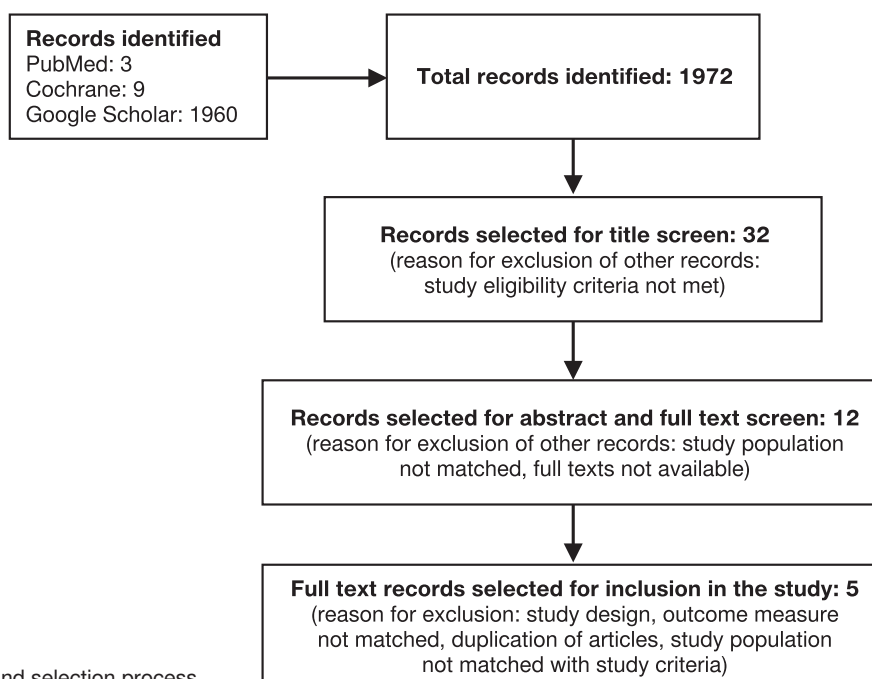 Records identified
PubMed: 3
Cochrane: 9
Google Scholar: 1960
Total records identified: 1972
Records selected for title screen: 32
(reason for exclusion of other records:
study eligibility criteria not met)
Records selected for abstract and full text screen: 12
(reason for exclusion of other records: study population
not matched, full texts not available)
Full text records selected for inclusion in the study: 5
(reason for exclusion: study design, outcome measure
not matched, duplication of articles, study population
not matched with study criteria)
nd selection process